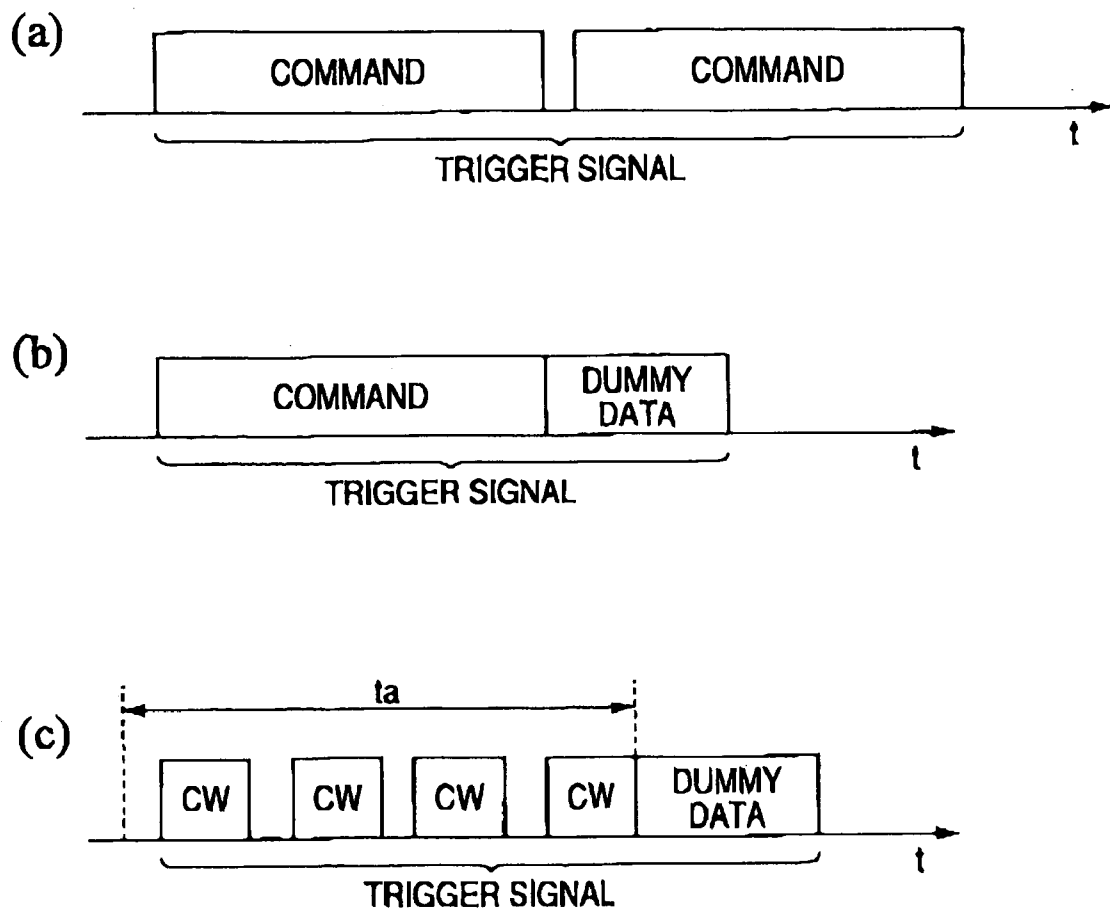 (a)
COMMAND COMMAND
t
TRIGGER SIGNAL
(b)
COMMAND DUMMY
DATA
t
TRIGGER SIGNAL
ta
(c)
CW CW CW CW DUMMY
DATA
t
TRIGGER SIGNAL